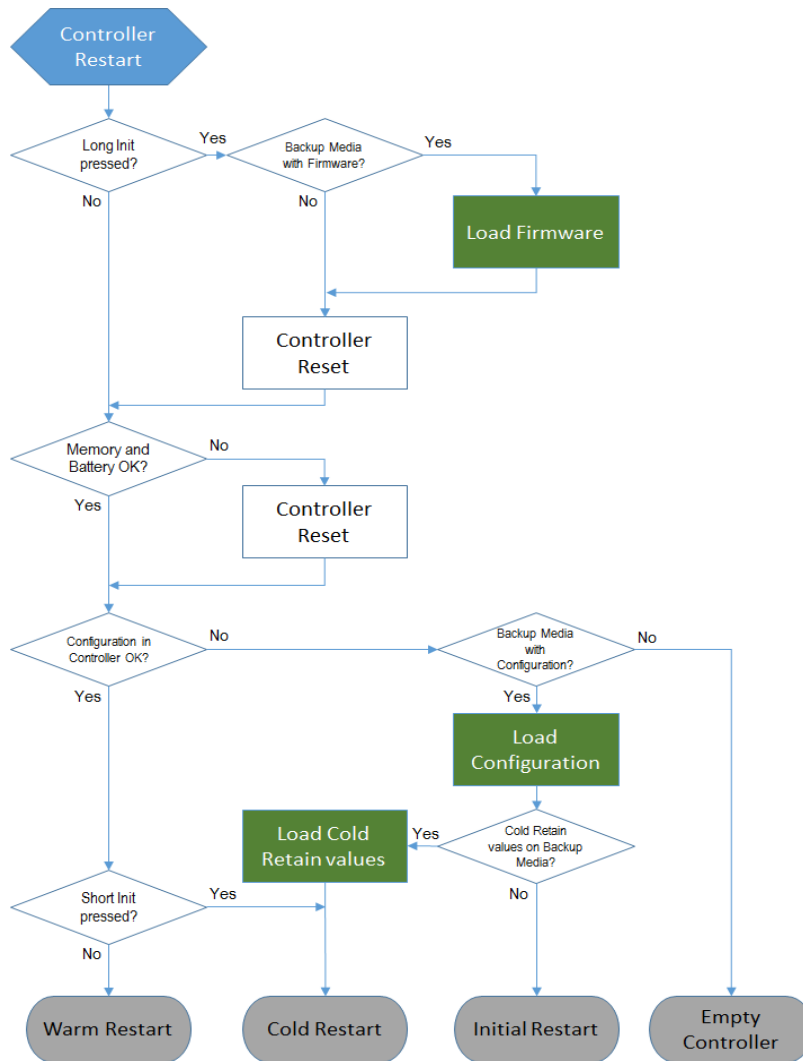 Controller
Restart
Long Init
pressed?
Yes
Backup Media
with Firmware?
Yes
No
No
Load Firmware
Controller
Reset
Memory and
Battery OK?
No
Yes
Controller
Reset
Configuration in
Controller OK?
No
Backup Media
with
Configuration?
No
Yes
Yes
Load
Configuration
Load Cold
Retain values
Yes
Cold Retain
values on Backup
Media?
No
Short Init
pressed?
Yes
No
Warm Restart
Cold Restart
Initial Restart
Empty
Controller